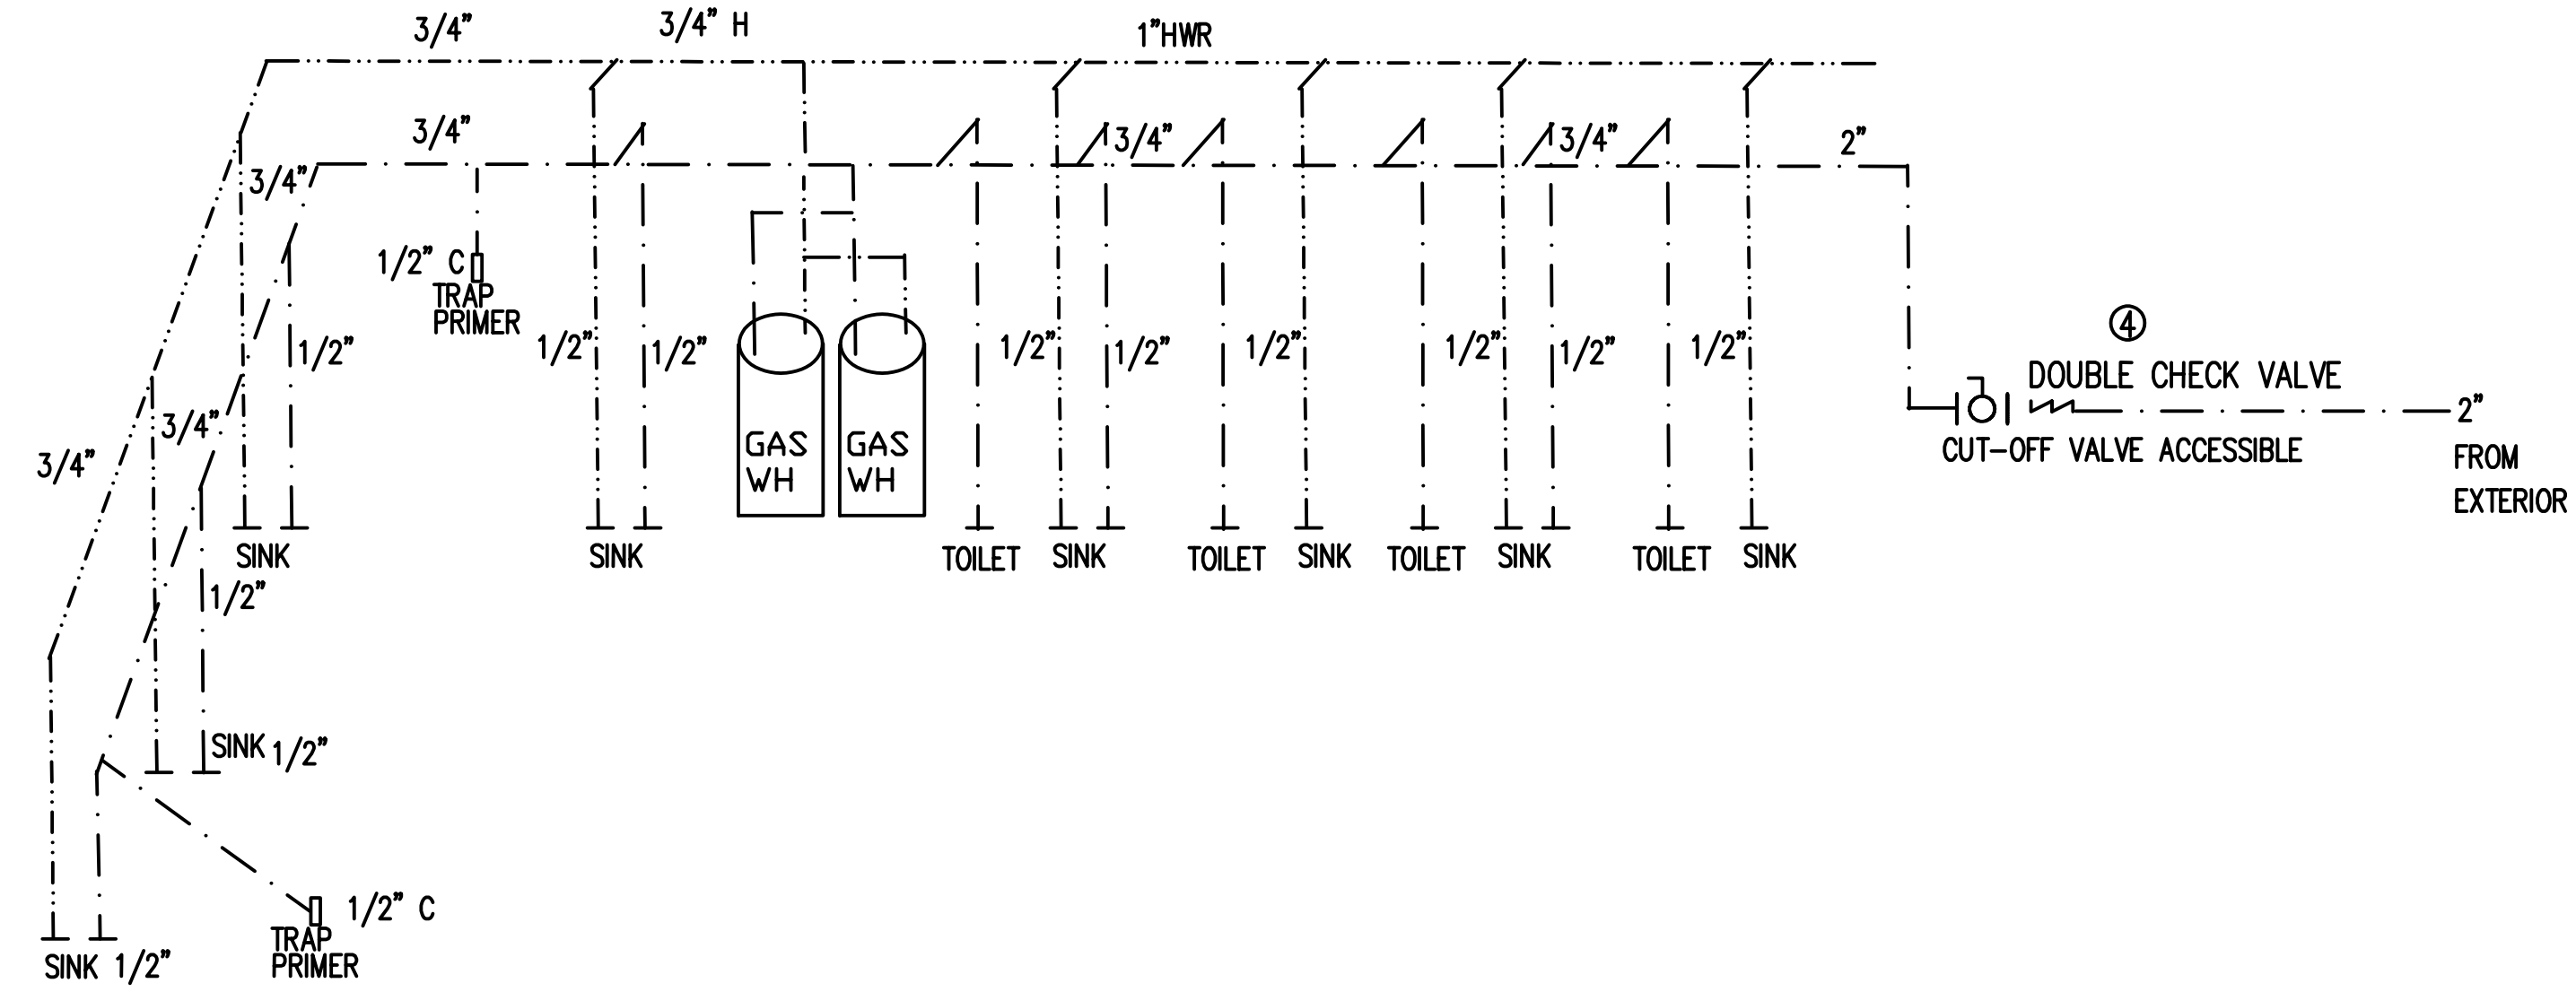 3/4" 3/4" H 1"HWR
3/4" 3/4" 3/4" 2"
3/4"
1/2" C
TRAP
PRIMER
1/2" 1/2" 1/2" 1/2" 1/2" 1/2" 1/2" 1/2" 1/2"
4
DOUBLE CHECK VALVE
2"
CUT-OFF VALVE ACCESSIBLE
FROM
EXTERIOR
3/4"
3/4"
GAS GAS
WH WH
SINK SINK TOILET SINK TOILET SINK TOILET SINK TOILET SINK
1/2"
SINK 1/2"
1/2" C
TRAP
PRIMER
SINK 1/2"